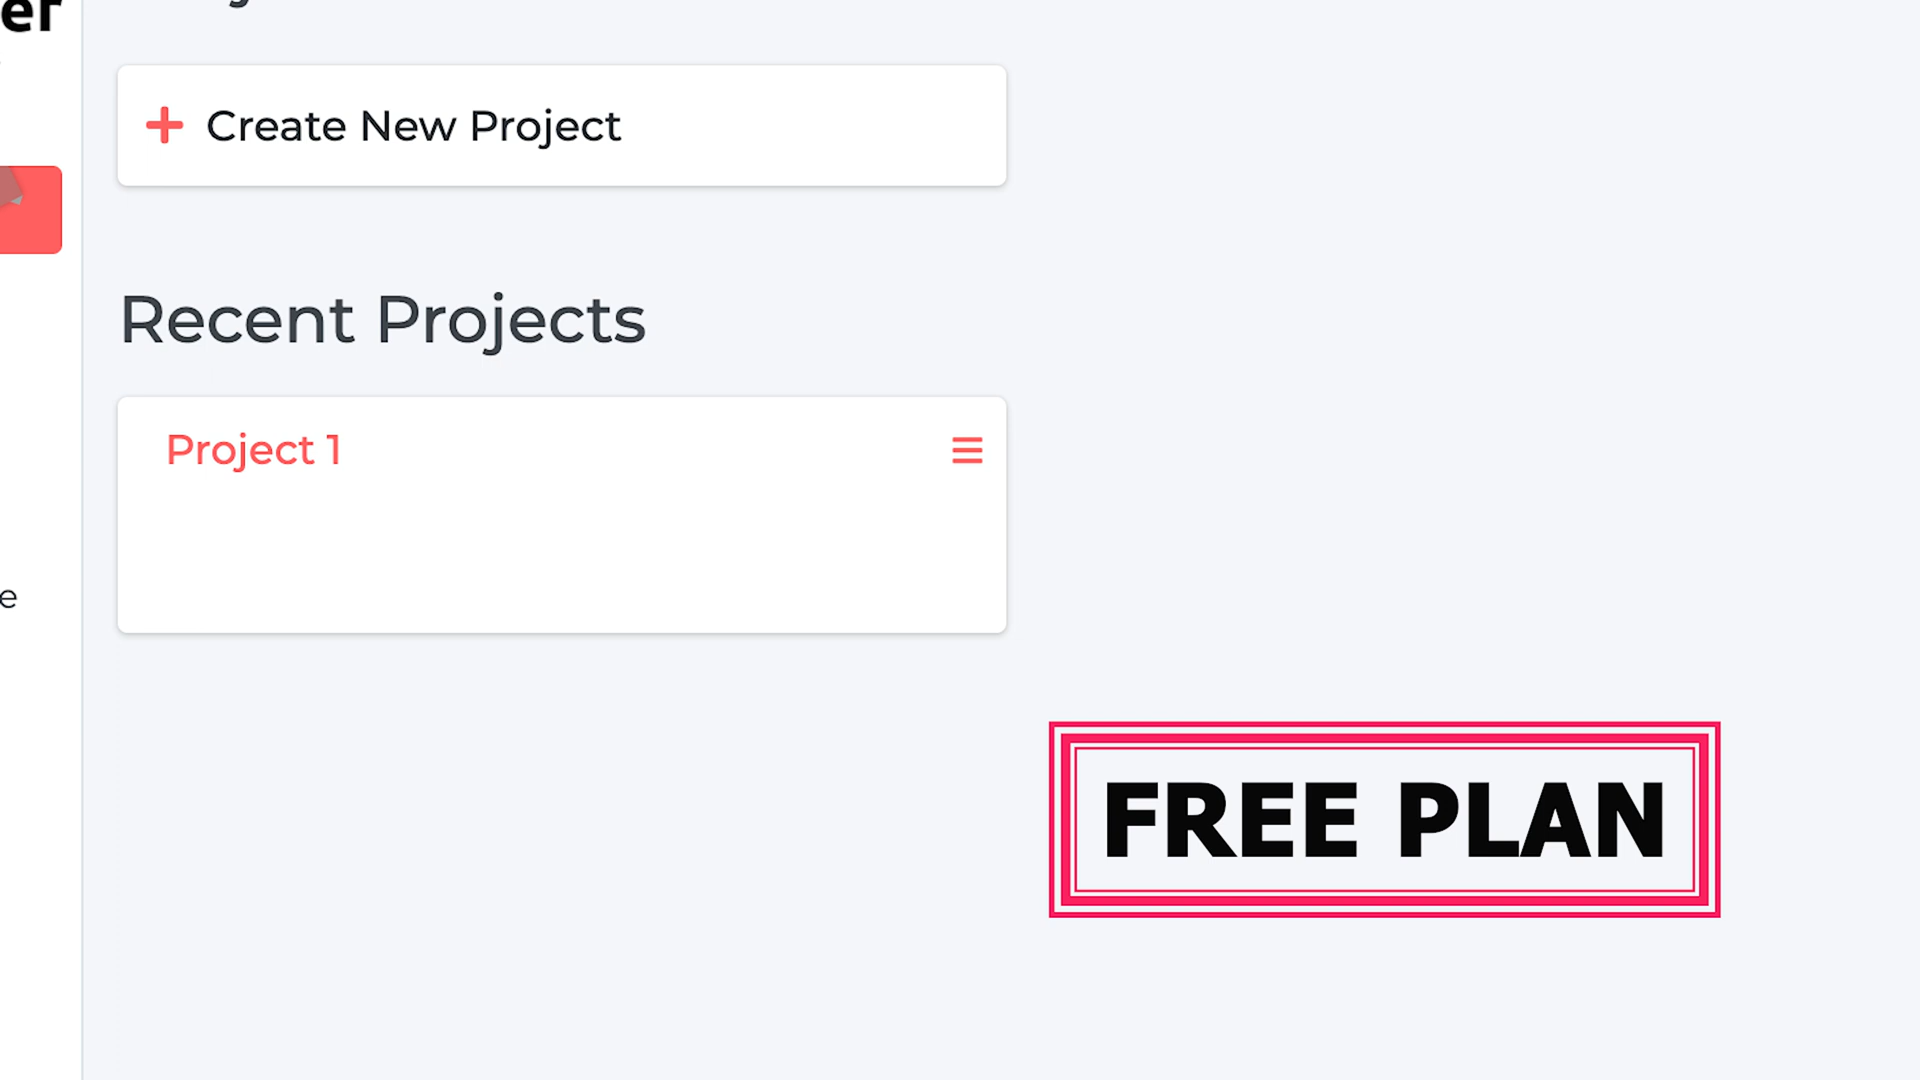 Create New Project
Recent Projects
Project 1
FREE PLAN